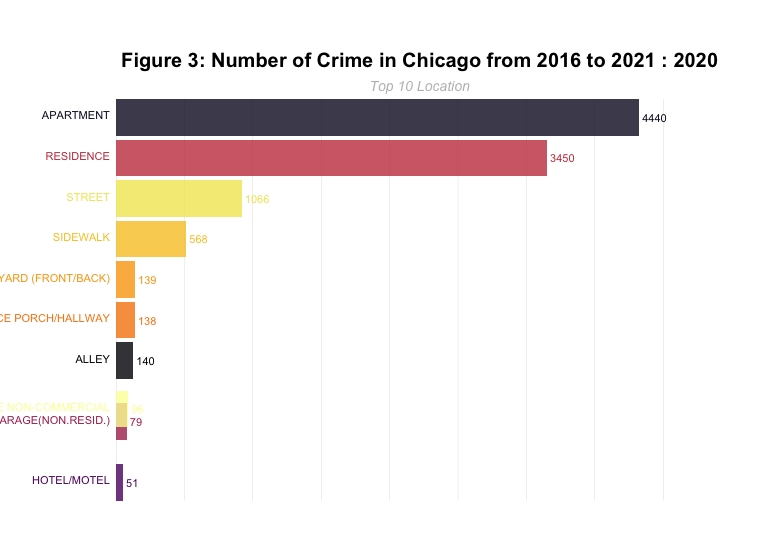 Figure 3: Number of Crime in Chicago from 2016 to 2021 : 2020
Top 10 Location
APARTMENT 4440
RESIDENCE 3450
STREET 1066
SIDEWALK 568
YARD (FRONT/BACK) 139
CE PORCH/HALLWAY 138
ALLEY 140
E NON-COMMERCIAL
ARAGE(NON.RESID.) 79
HOTEL/MOTEL 51